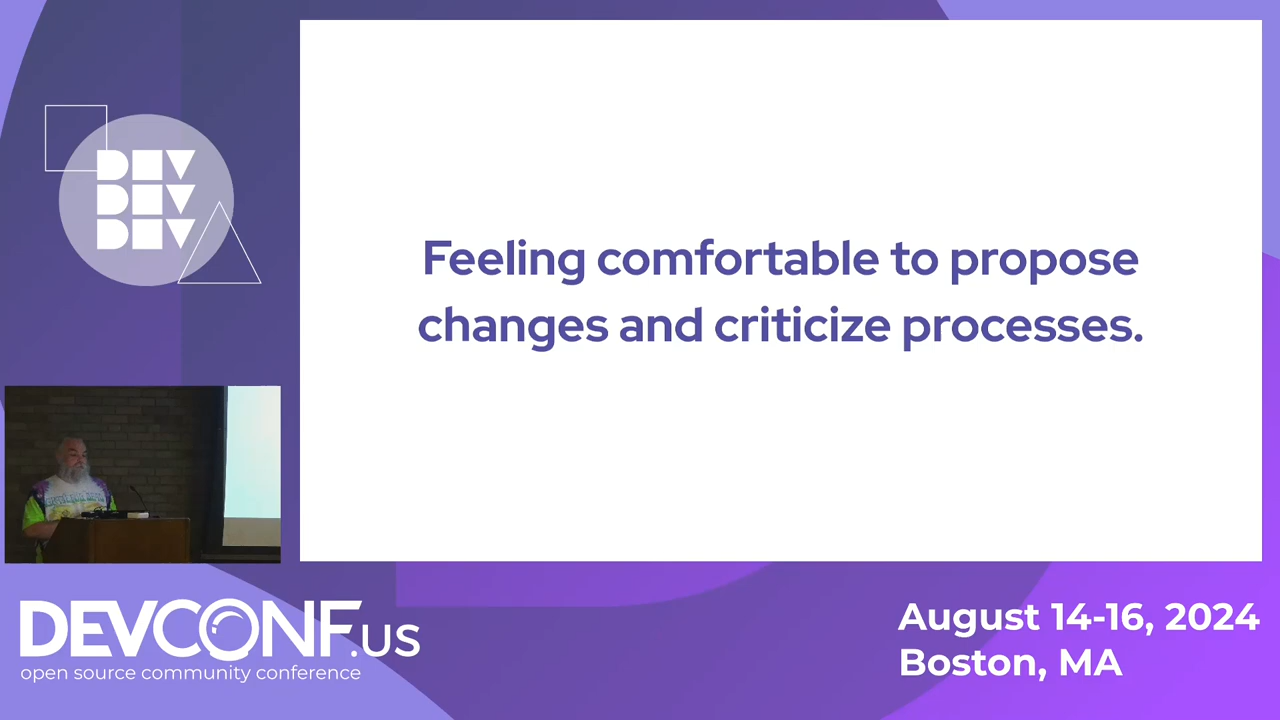 DEV
DEV
DEV
Feeling comfortable to propose
changes and criticize processes.
DEVCONF.US
open source community conference
August 14-16, 2024
Boston, MA